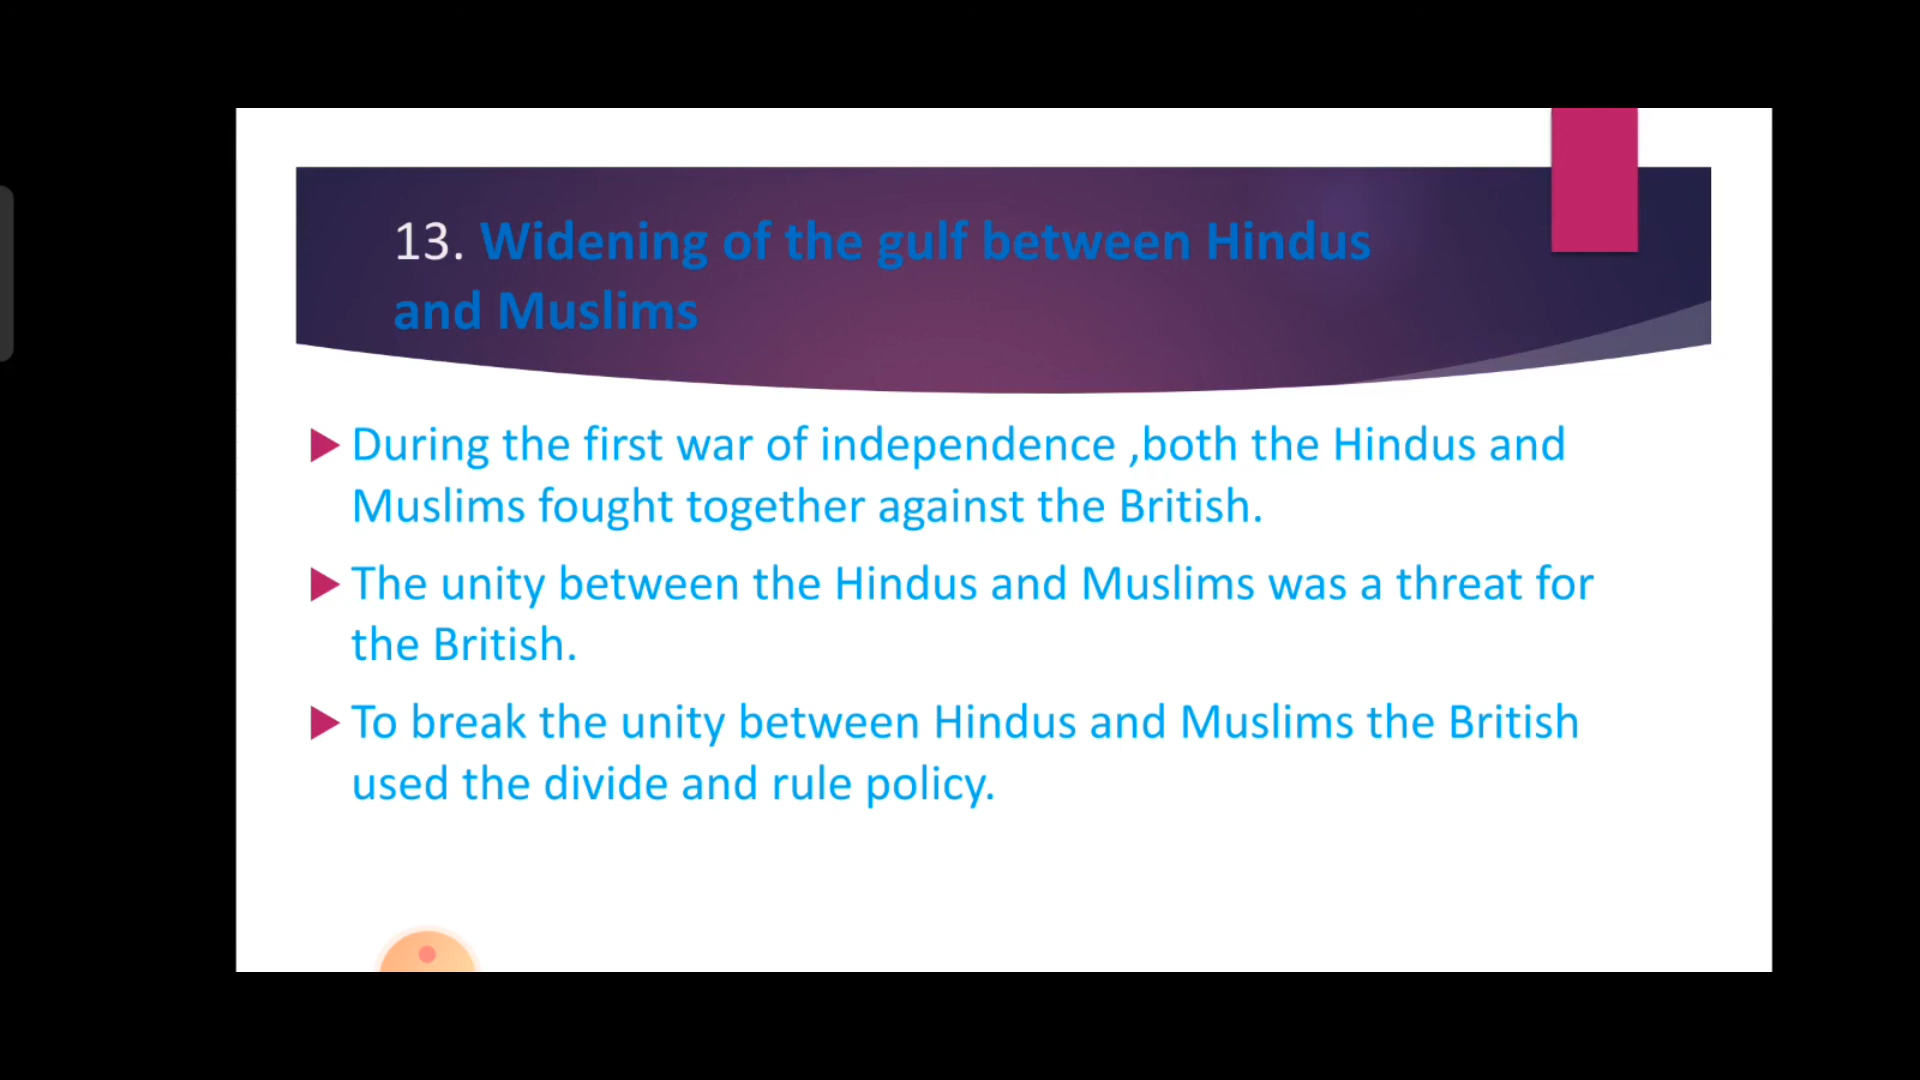 13. Widening of the gulf between Hindus
and Muslims
During the first war of independence ,both the Hindus and
Muslims fought together against the British.
The unity between the Hindus and Muslims was a threat for
the British.
To break the unity between Hindus and Muslims the British
used the divide and rule policy.